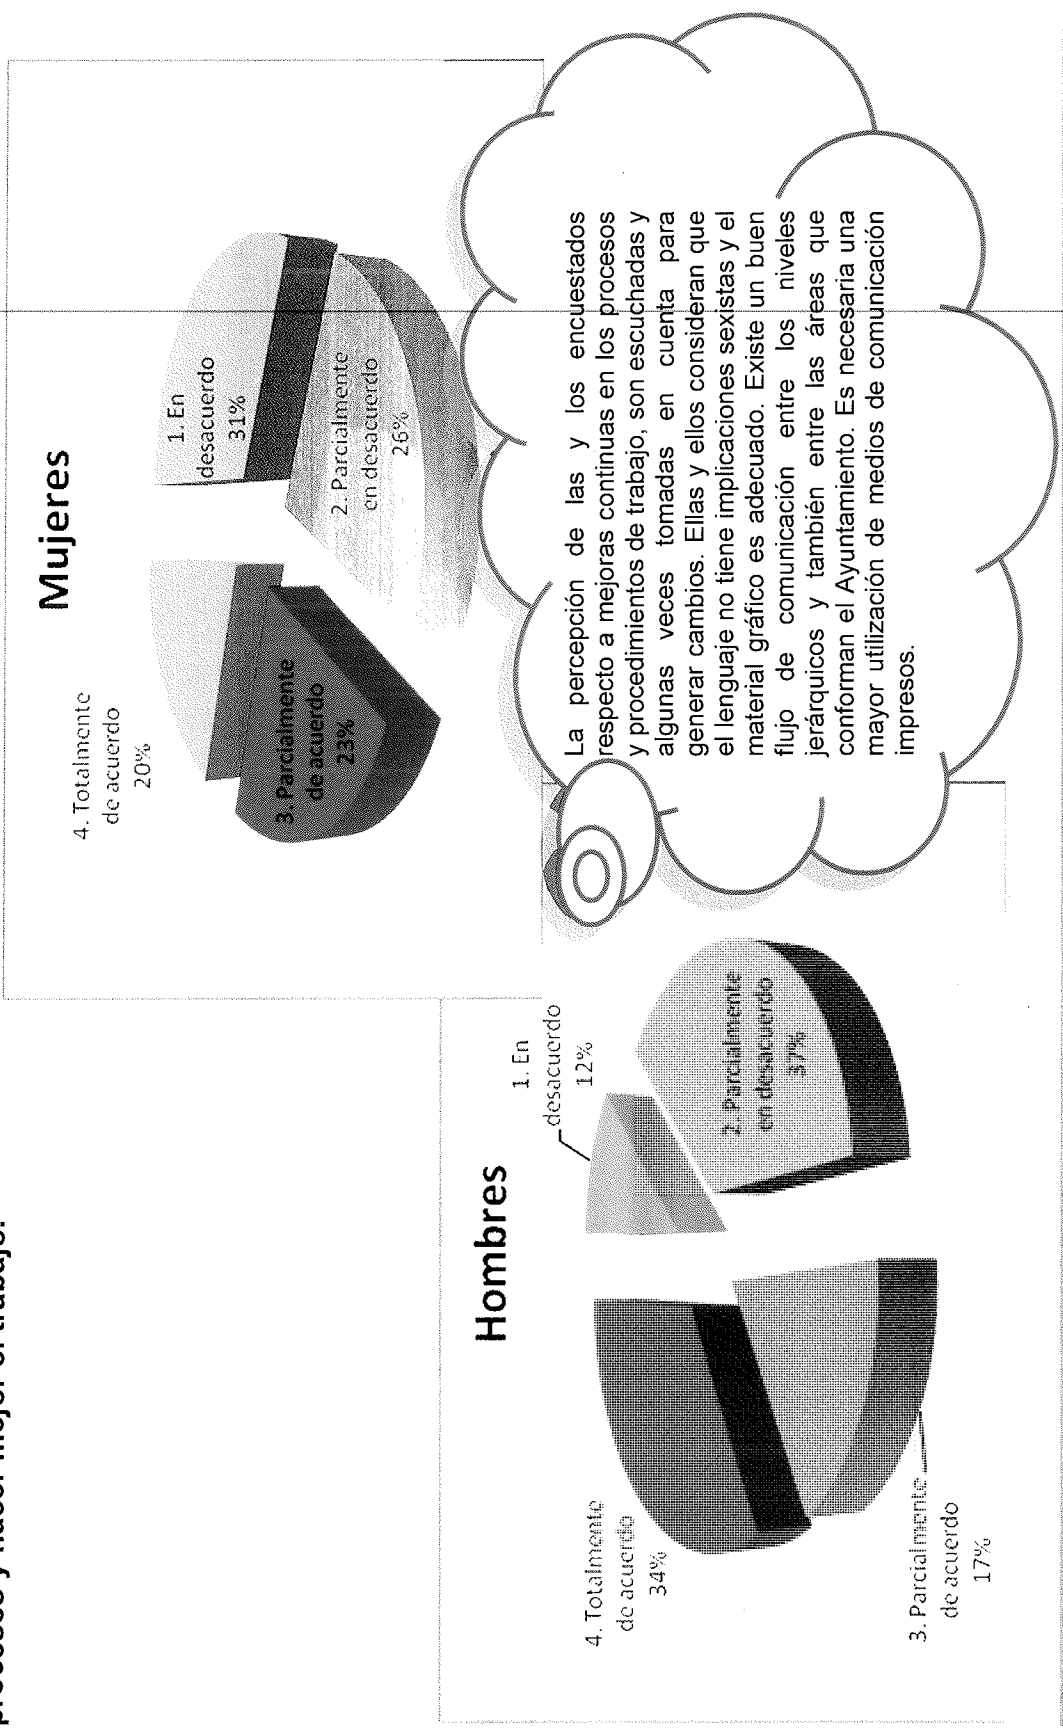 procesos y hacer mejor el trabajo.
Mujeres
4. Totalmente
de acuerdo
20%
1. En
desacuerdo
31%
3. Parcialmente
de acuerdo
23%
2. Parcialmente
en desacuerdo
26%
Hombres
1. En
desacuerdo
12%
4. Totalmente
de acuerdo
34%
2. Parcialmente
en desacuerdo
37%
3. Parcialmente
de acuerdo
17%
La percepción de las y los encuestados
respecto a mejoras continuas en los procesos
y procedimientos de trabajo, son escuchadas y
algunas veces tomadas en cuenta para
generar cambios. Ellas y ellos consideran que
el lenguaje no tiene implicaciones sexistas y el
material gráfico es adecuado. Existe un buen
flujo de comunicación entre los niveles
jerárquicos y también entre las áreas que
conforman el Ayuntamiento. Es necesaria una
mayor utilización de medios de comunicación
impresos.